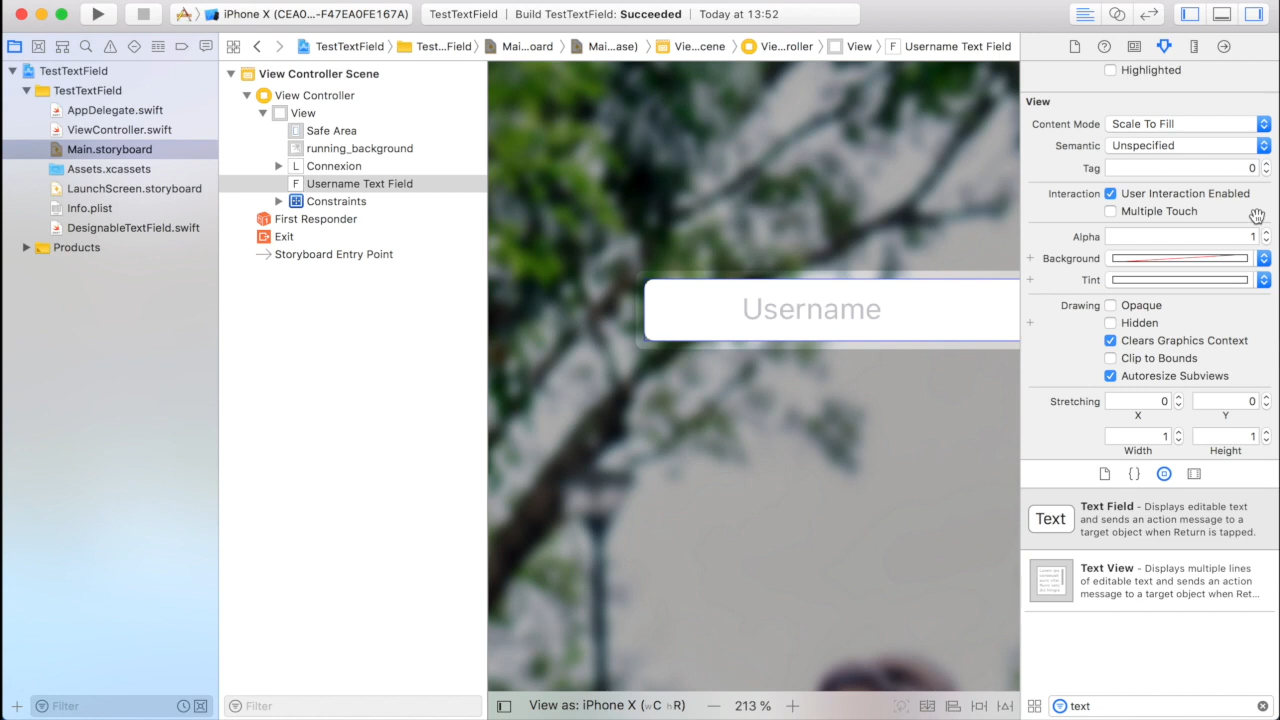 iPhone X (CEA0...-F47EA0FE167A)
TestTextField | Build TestTextField: Succeeded | Today at 13:52
TestTextField
Test...Field
Mai...oard
Mai...ase)
Vie...cene
Vie...roller
View
F Username Text Field
TestTextField
TestTextField
AppDelegate.swift
ViewController.swift
Main.storyboard
Assets.xcassets
LaunchScreen.storyboard
Info.plist
DesignableTextField.swift
Products
Filter
View Controller Scene
View Controller
View
Safe Area
running_background
L Connexion
F Username Text Field
Constraints
First Responder
Exit
Storyboard Entry Point
Filter
Username
View as: iPhone X (wC hR)
213 %
Highlighted
View
Content Mode Scale To Fill
Semantic Unspecified
Tag 0
Interaction User Interaction Enabled
Multiple Touch
Alpha 1
Background
Tint
Drawing Opaque
Hidden
Clears Graphics Context
Clip to Bounds
Autoresize Subviews
Stretching 0 0
X Y
1 1
Width Height
{}
Text
Text Field - Displays editable text
and sends an action message to a
target object when Return is tapped.
Text View - Displays multiple lines
of editable text and sends an action
message to a target object when Ret...
text